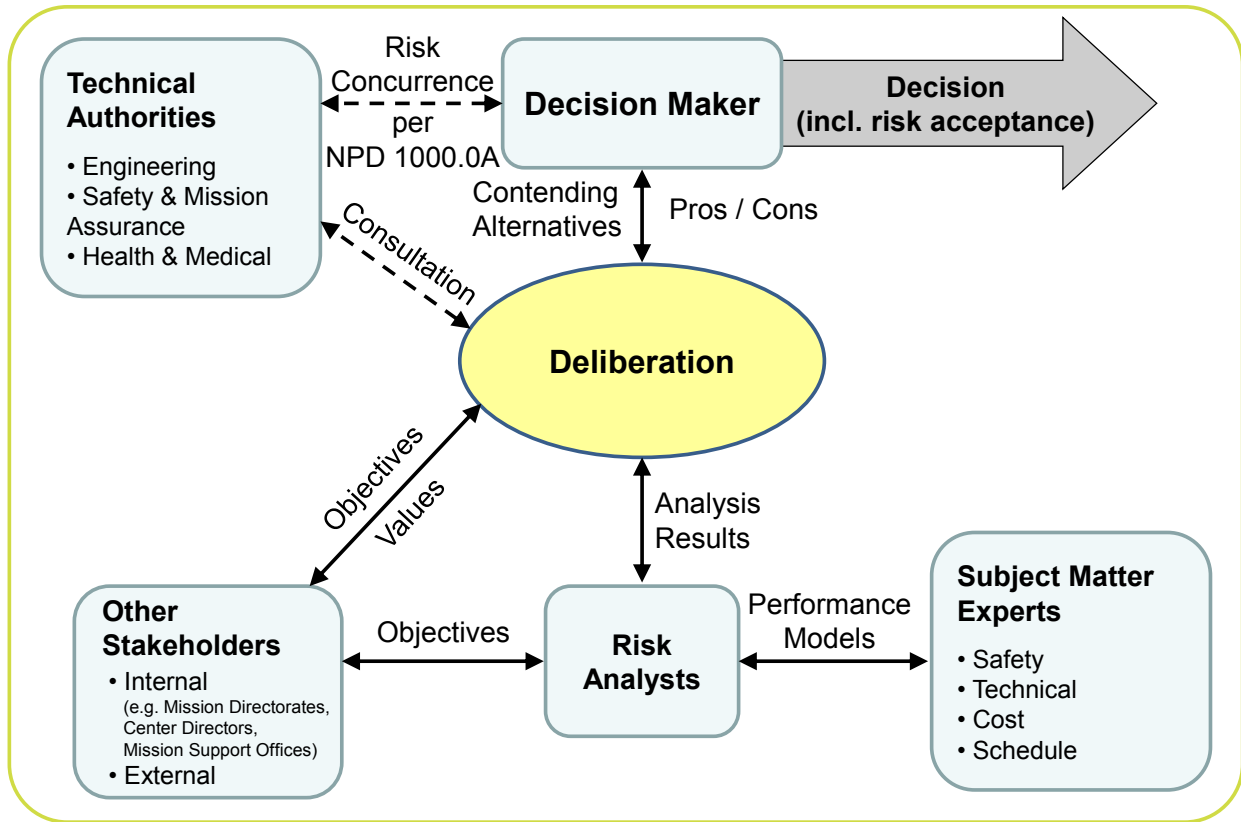 Technical
Authorities
• Engineering
• Safety & Mission
Assurance
• Health & Medical
Risk
Concurrence
per
NPD 1000.0A
Decision Maker
Decision
(incl. risk acceptance)
Contending
Alternatives
Pros / Cons
Consultation
Deliberation
Objectives
Values
Analysis
Results
Other
Stakeholders
• Internal
(e.g. Mission Directorates,
Center Directors,
Mission Support Offices)
• External
Objectives
Risk
Analysts
Performance
Models
Subject Matter
Experts
• Safety
• Technical
• Cost
• Schedule